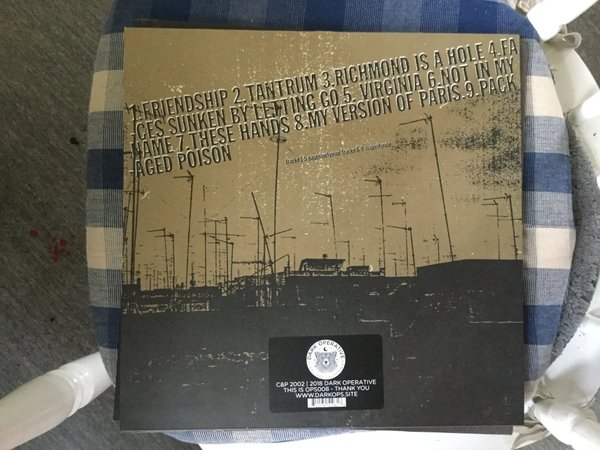 1.FRIENDSHIP 2.TANTRUM 3.RICHMOND IS A HOLE 4.FA
CES SUNKEN BY LETTING GO 5. VIRGINIA 6.NOT IN MY
NAME 7.THESE HANDS 8.MY VERSION OF PARIS 9.PACK
-AGED POISON
DARK OPERATIVE
C&P 2002 | 2018 DARK OPERATIVE
THIS IS OPS008 - THANK YOU
WWW.DARKOPS.SITE